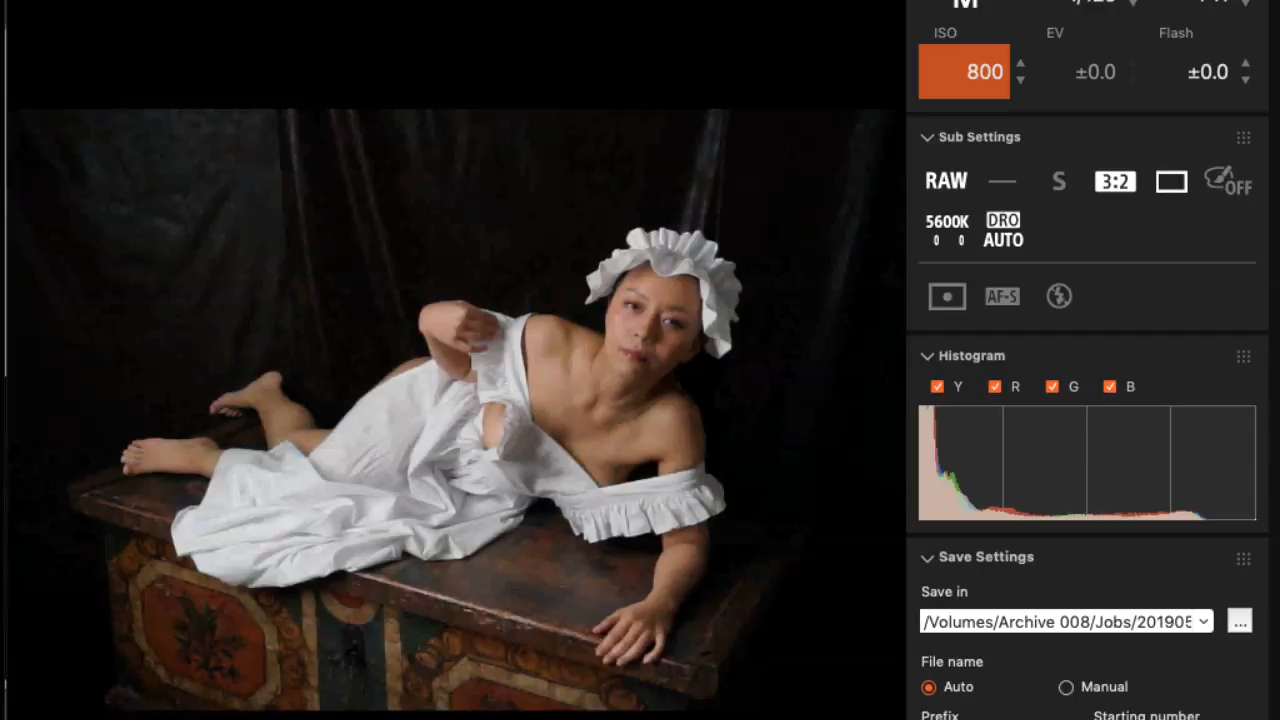 M
ISO EV Flash
800 ±0.0 ±0.0
Sub Settings
RAW — S 3:2 OFF
5600K DRO
0 0 AUTO
AF-S
Histogram
Y R G B
Save Settings
Save in
/Volumes/Archive 008/Jobs/201905 ...
File name
Auto Manual
Prefix Starting number